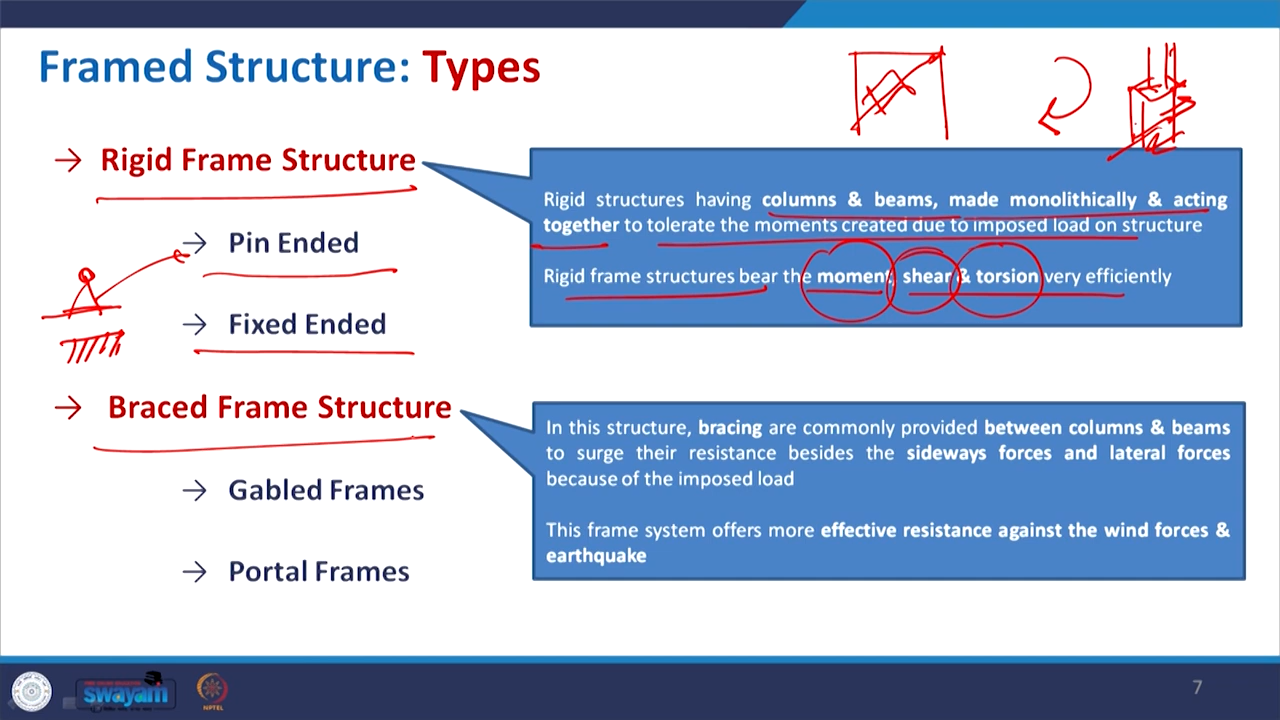 Framed Structure: Types
→ Rigid Frame Structure
→ Pin Ended
→ Fixed Ended
Rigid structures having columns & beams, made monolithically & acting
together to tolerate the moments created due to imposed load on structure
Rigid frame structures bear the moment, shear & torsion very efficiently
→ Braced Frame Structure
→ Gabled Frames
→ Portal Frames
In this structure, bracing are commonly provided between columns & beams
to surge their resistance besides the sideways forces and lateral forces
because of the imposed load
This frame system offers more effective resistance against the wind forces &
earthquake
swayam
NPTEL
7